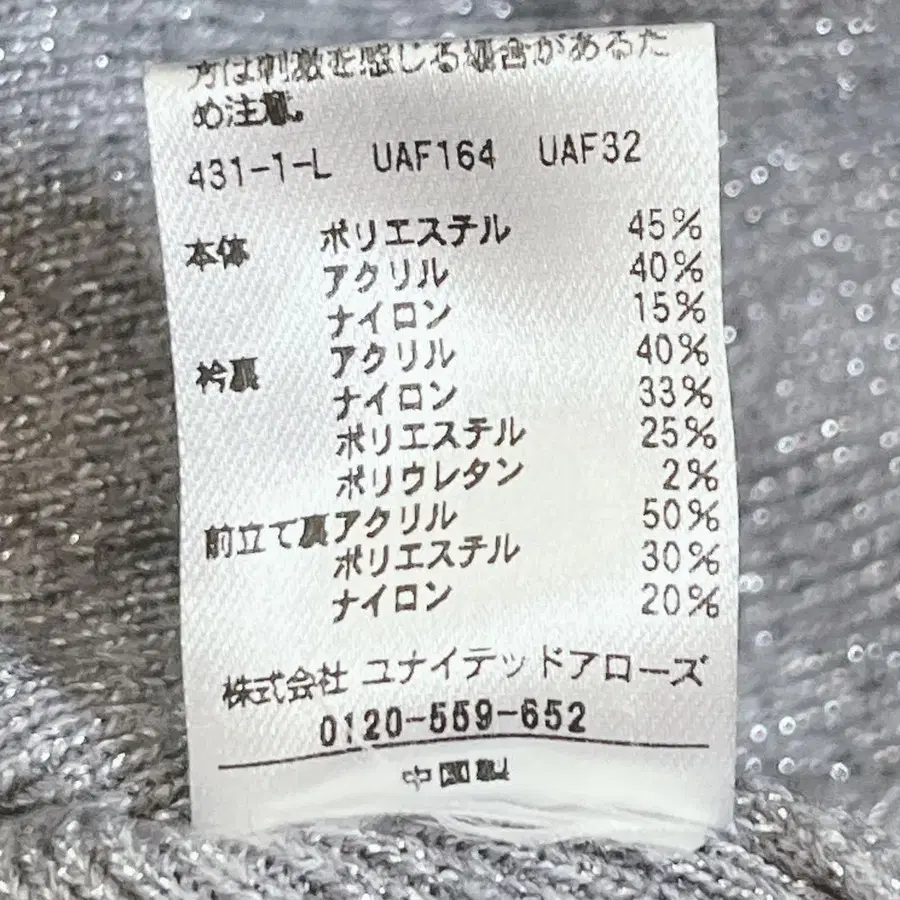 方は刺激を感じる場合があるた
め注意。
431-1-L UAF164 UAF32
本体 ポリエステル 45%
アクリル 40%
ナイロン 15%
衿裏 アクリル 40%
ナイロン 33%
ポリエステル 25%
ポリウレタン 2%
前立て裏 アクリル 50%
ポリエステル 30%
ナイロン 20%
株式会社 ユナイテッドアローズ
0120-559-652
中国製